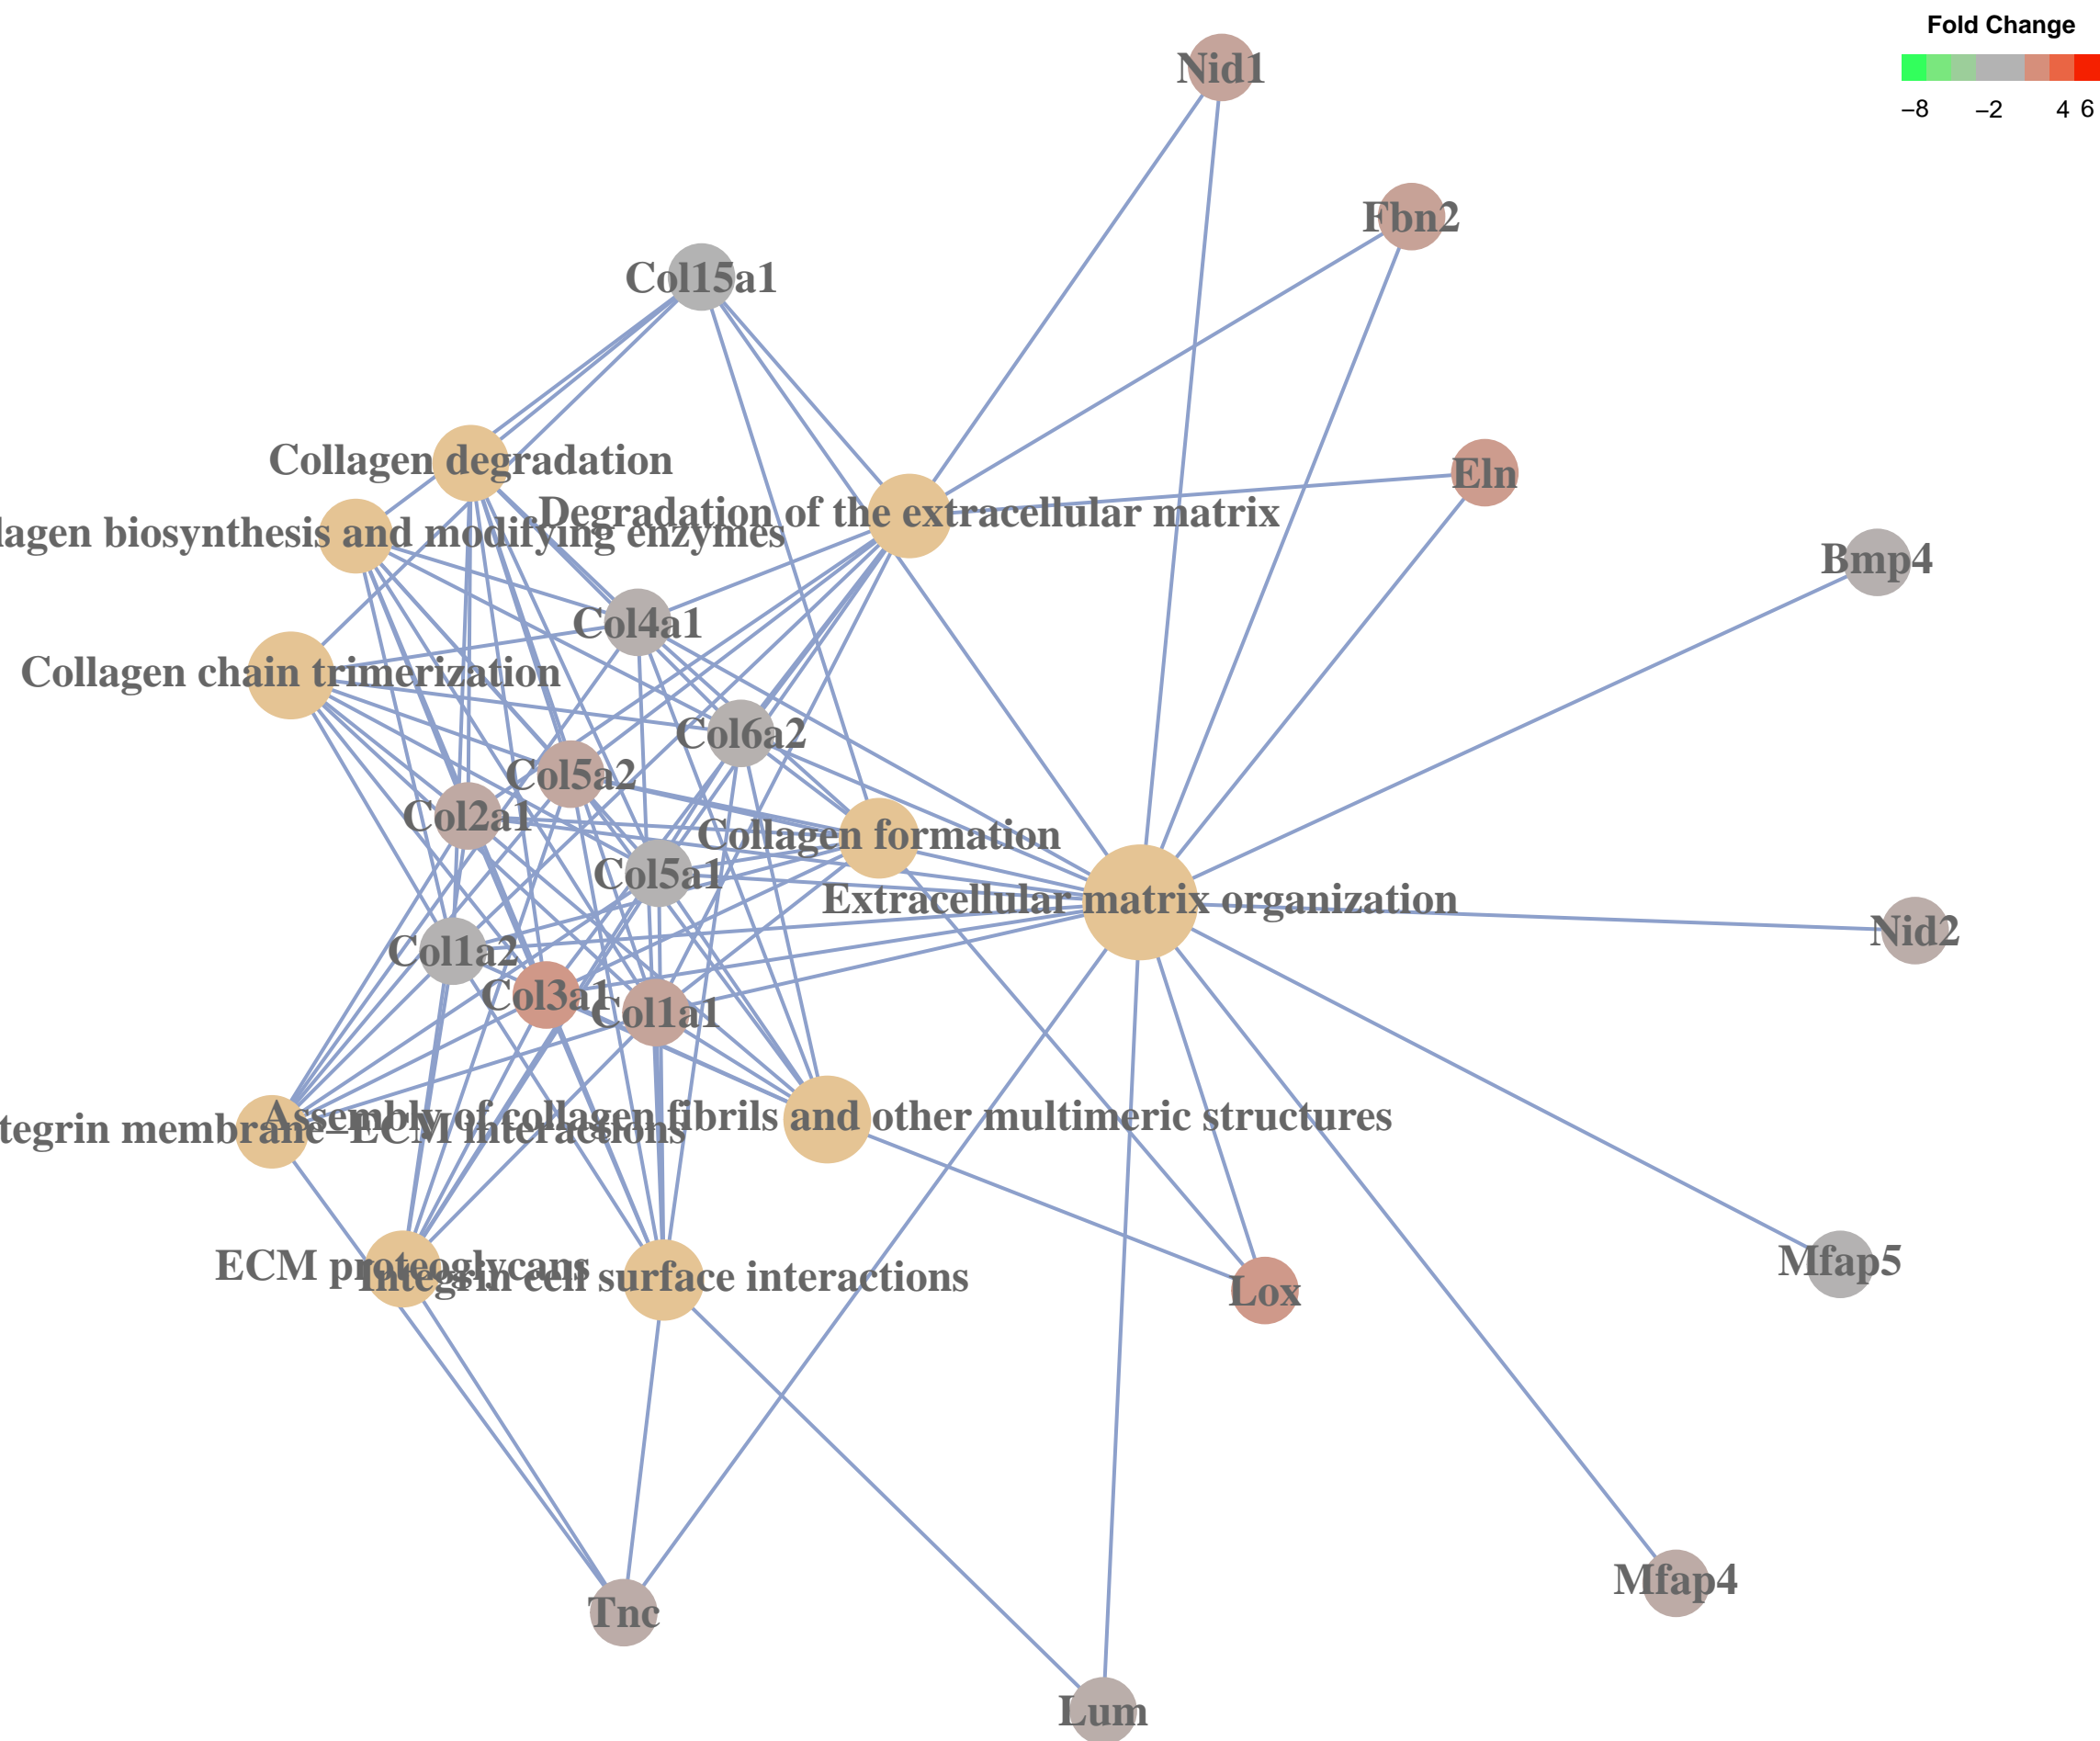 Fold Change
−8 −2 4 6
Nid1
Fbn2
Col15a1
Collagen degradation
Eln
Degradation of the extracellular matrix
lagen biosynthesis and modifying enzymes
Bmp4
Col4a1
Collagen chain trimerization
Col6a2
Col5a2
Col2a1
Collagen formation
Col5a1
Extracellular matrix organization
Nid2
Col1a2
Col3a1
Col1a1
Assembly of collagen fibrils and other multimeric structures
tegrin membrane−ECM interactions
Mfap5
ECM proteoglycans
Integrin cell surface interactions
Lox
Mfap4
Tnc
Lum